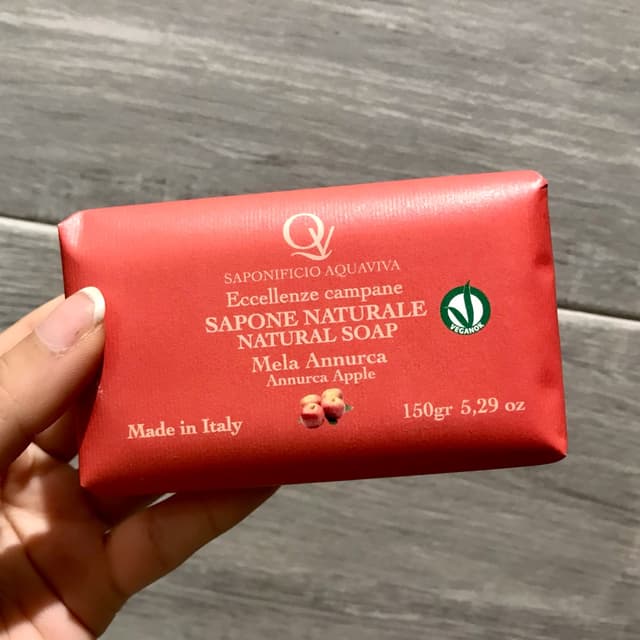 QV
SAPONIFICIO AQUAVIVA
Eccellenze campane
SAPONE NATURALE
NATURAL SOAP
VEGANOK
Mela Annurca
Annurca Apple
Made in Italy
150gr 5,29 oz